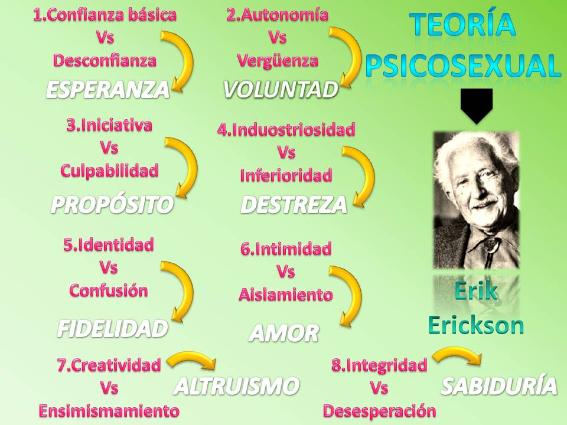 1.Confianza básica
Vs
Desconfianza
ESPERANZA
2.Autonomía
Vs
Vergüenza
VOLUNTAD
TEORÍA
PSICOSEXUAL
3.Iniciativa
Vs
Culpabilidad
PROPÓSITO
4.Induostriosidad
Vs
Inferioridad
DESTREZA
5.Identidad
Vs
Confusión
FIDELIDAD
6.Intimidad
Vs
Aislamiento
AMOR
Erik
Erickson
7.Creatividad
Vs
Ensimismamiento
ALTRUISMO
8.Integridad
Vs
Desesperación
SABIDURÍA